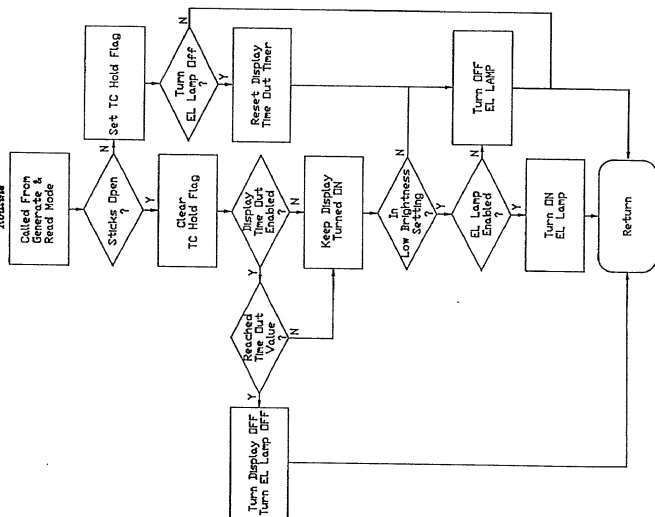 Called From
Generate &
Read Mode
Sticks Open
?
N
Set TC Hold Flag
Y
Clear
TC Hold Flag
Turn
EL Lamp Off
?
N
Y
Reset Display
Time Out Timer
Display
Time Out
Enabled
?
Y
N
Reached
Time Out
Value
?
Y
N
Keep Display
Turned ON
Turn Display OFF
Turn EL Lamp OFF
In
Low Brightness
Setting
?
N
Y
EL Lamp
Enabled
?
N
Y
Turn OFF
EL LAMP
Turn ON
EL Lamp
Return